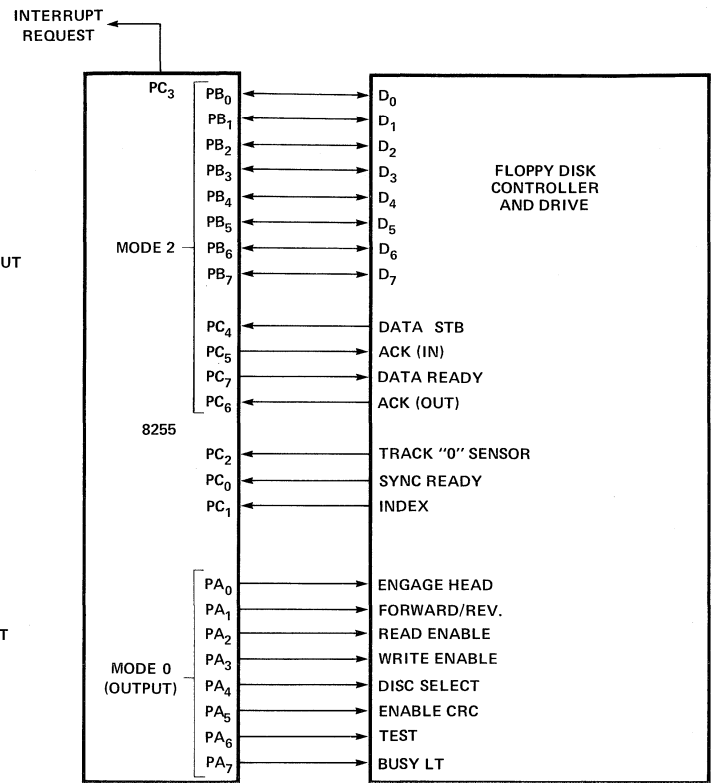 INTERRUPT
REQUEST
PC3
PB0
D0
PB1
D1
PB2
D2
PB3
D3
FLOPPY DISK
CONTROLLER
AND DRIVE
PB4
D4
PB5
D5
MODE 2
PB6
D6
UT
PB7
D7
PC4
DATA STB
PC5
ACK (IN)
PC7
DATA READY
PC6
ACK (OUT)
8255
PC2
TRACK "0" SENSOR
PC0
SYNC READY
PC1
INDEX
PA0
ENGAGE HEAD
PA1
FORWARD/REV.
T
PA2
READ ENABLE
PA3
WRITE ENABLE
MODE 0
(OUTPUT)
PA4
DISC SELECT
PA5
ENABLE CRC
PA6
TEST
PA7
BUSY LT